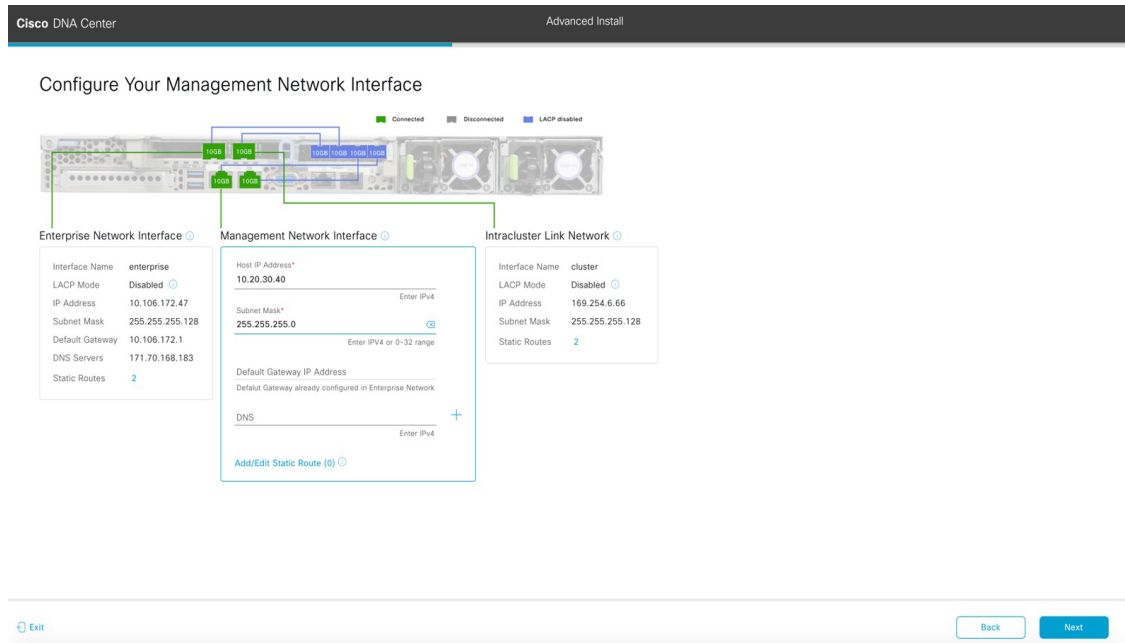 Cisco DNA Center
Advanced Install
Configure Your Management Network Interface
Connected Disconnected LACP disabled
10GB 10GB 10GB 10GB 10GB 10GB
10GB 10GB
Enterprise Network Interface
Interface Name enterprise
LACP Mode Disabled
IP Address 10.106.172.47
Subnet Mask 255.255.255.128
Default Gateway 10.106.172.1
DNS Servers 171.70.168.183
Static Routes 2
Management Network Interface
Host IP Address*
10.20.30.40
Enter IPv4
Subnet Mask*
255.255.255.0
Enter IPV4 or 0-32 range
Default Gateway IP Address
Defalut Gateway already configured in Enterprise Network
DNS
Enter IPv4
Add/Edit Static Route (0)
Intracluster Link Network
Interface Name cluster
LACP Mode Disabled
IP Address 169.254.6.66
Subnet Mask 255.255.255.128
Static Routes 2
Exit
Back
Next